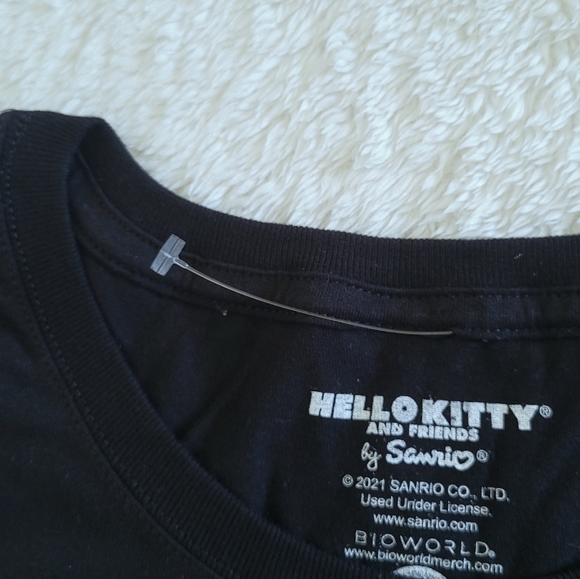 HELLO KITTY®
AND FRIENDS
by Sanrio®
© 2021 SANRIO CO., LTD.
Used Under License.
www.sanrio.com
BIOWORLD®
www.bioworldmerch.com